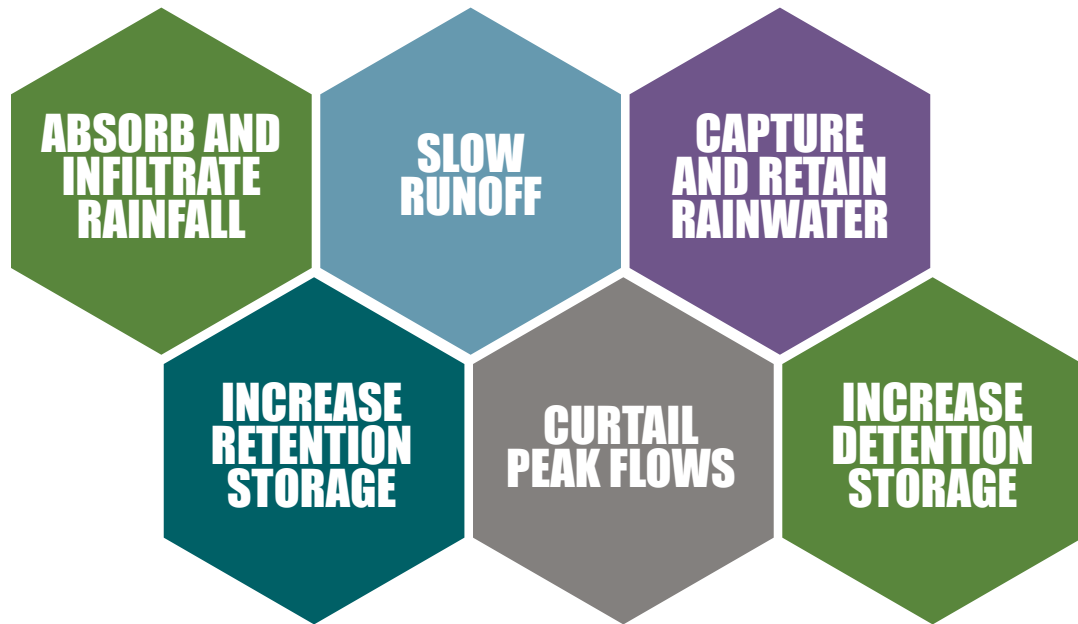 ABSORB AND
INFILTRATE
RAINFALL
SLOW
RUNOFF
CAPTURE
AND RETAIN
RAINWATER
INCREASE
RETENTION
STORAGE
CURTAIL
PEAK FLOWS
INCREASE
DETENTION
STORAGE